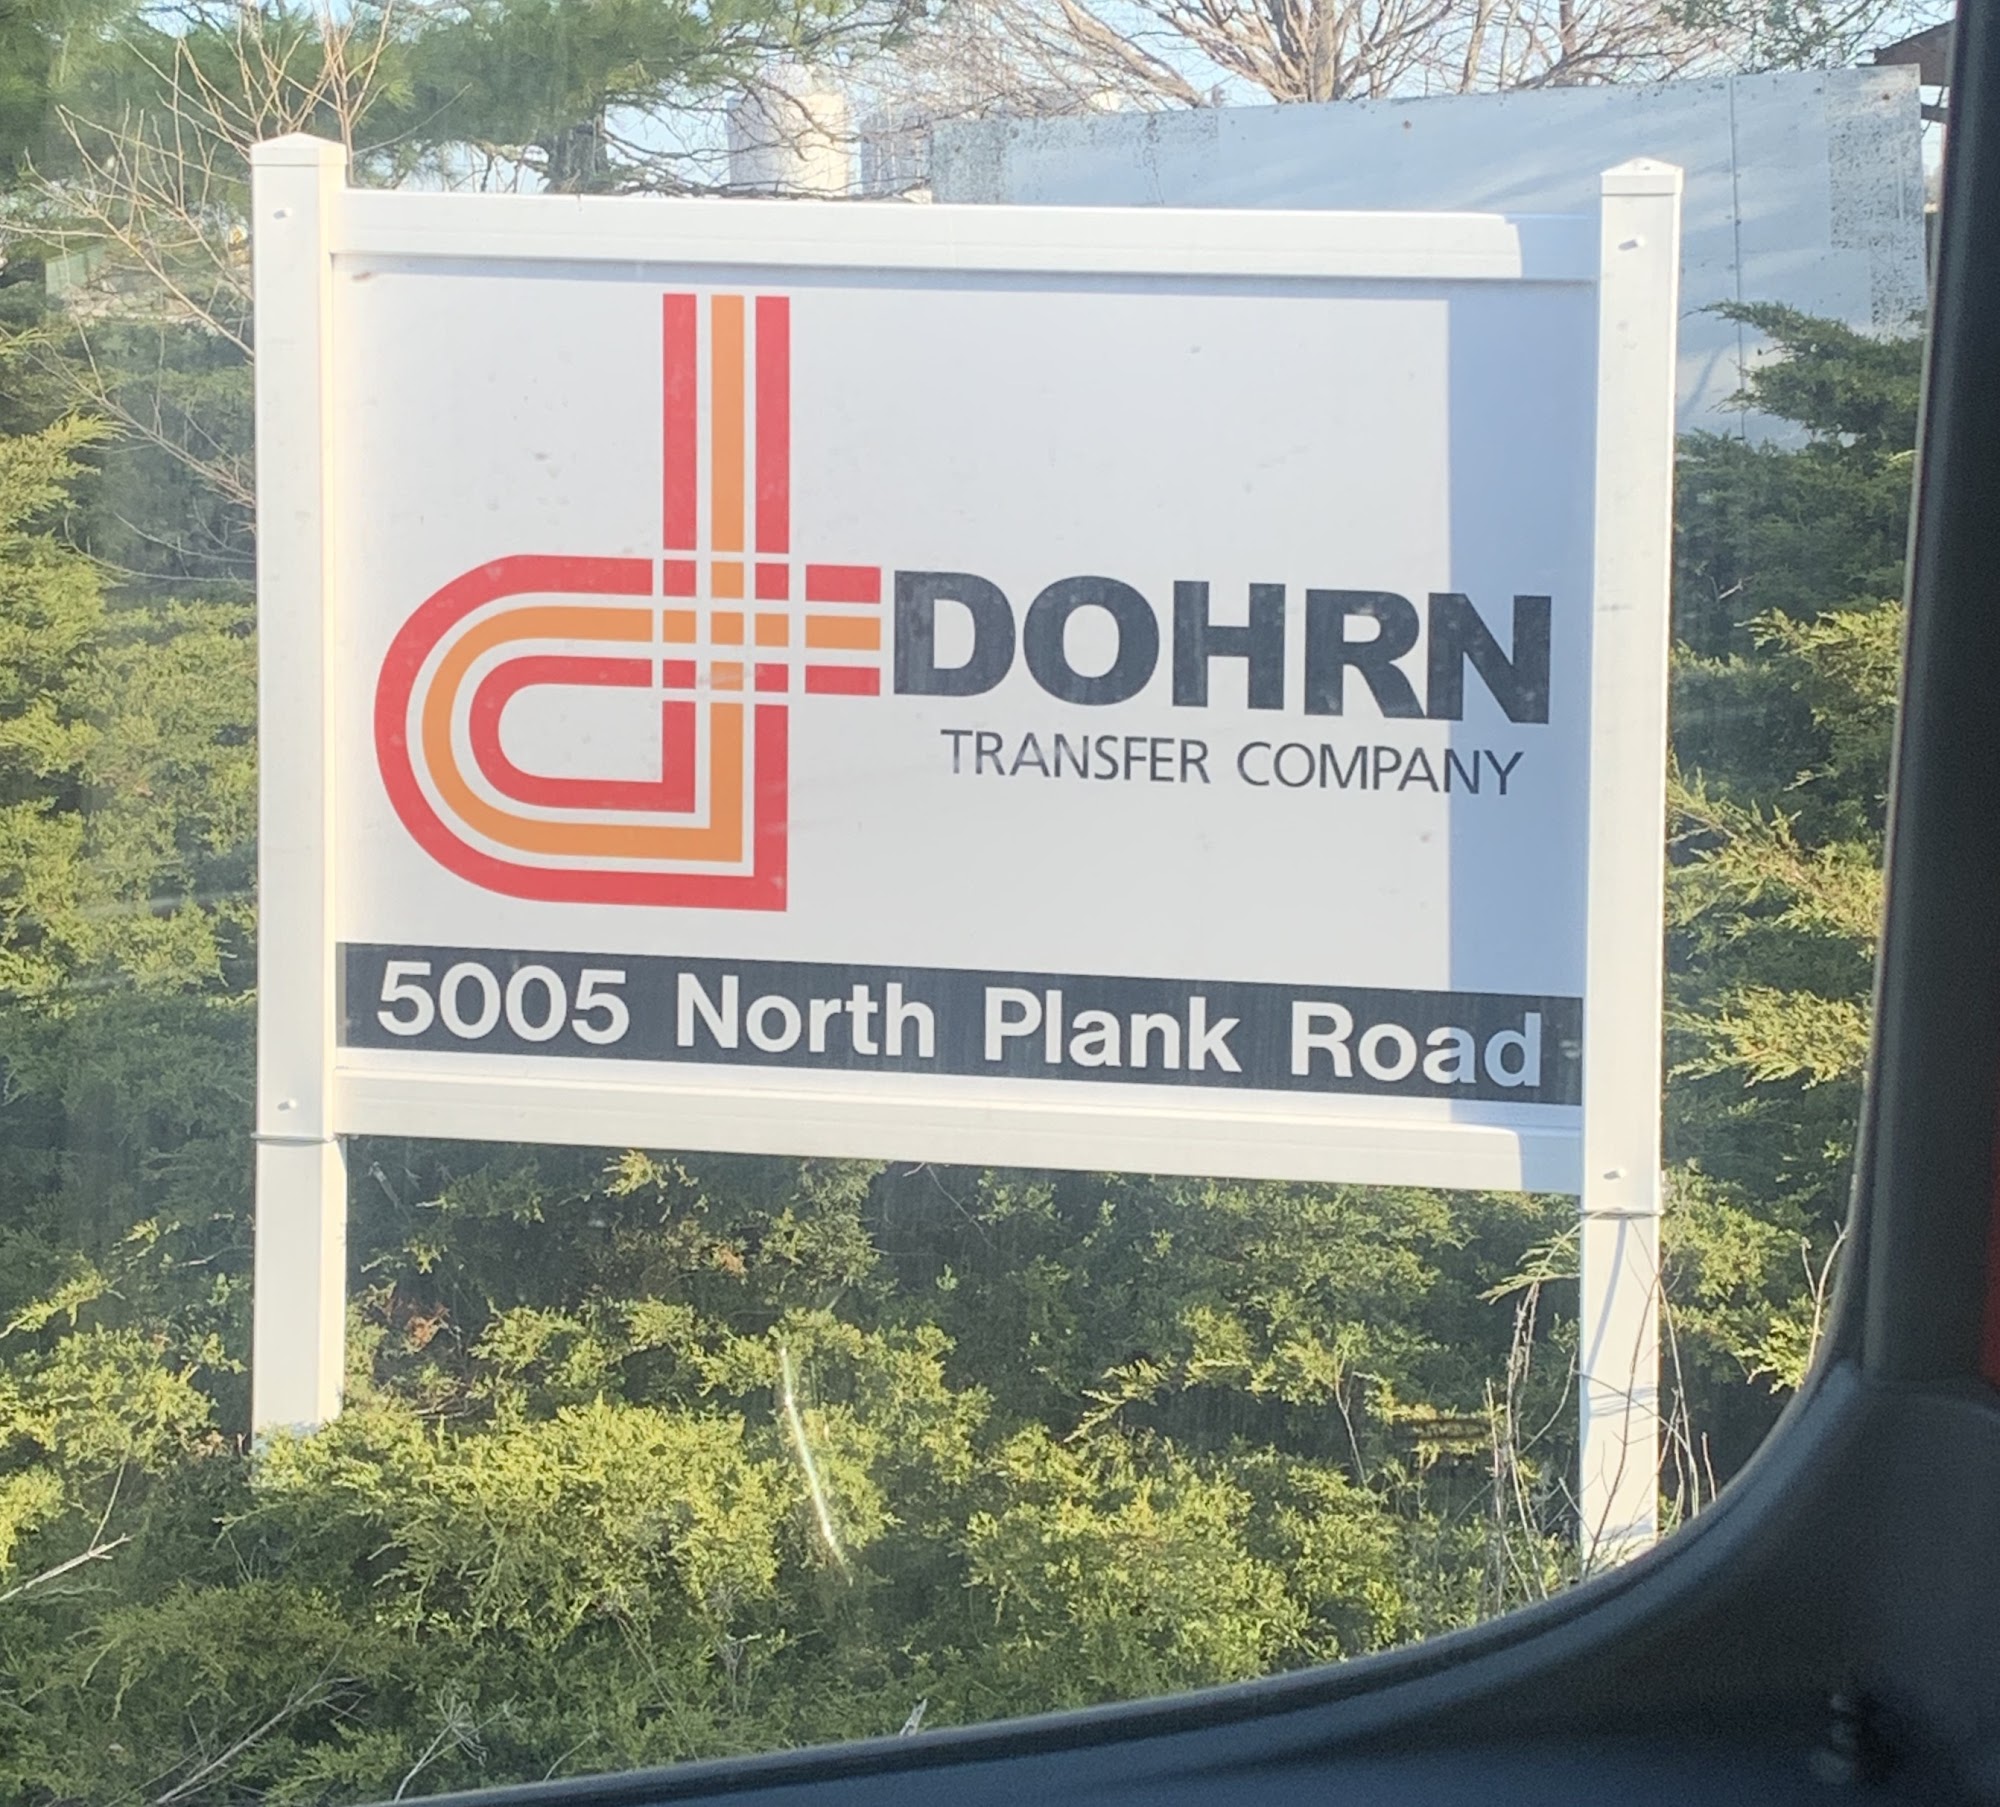 DOHRN
TRANSFER COMPANY
5005 North Plank Road